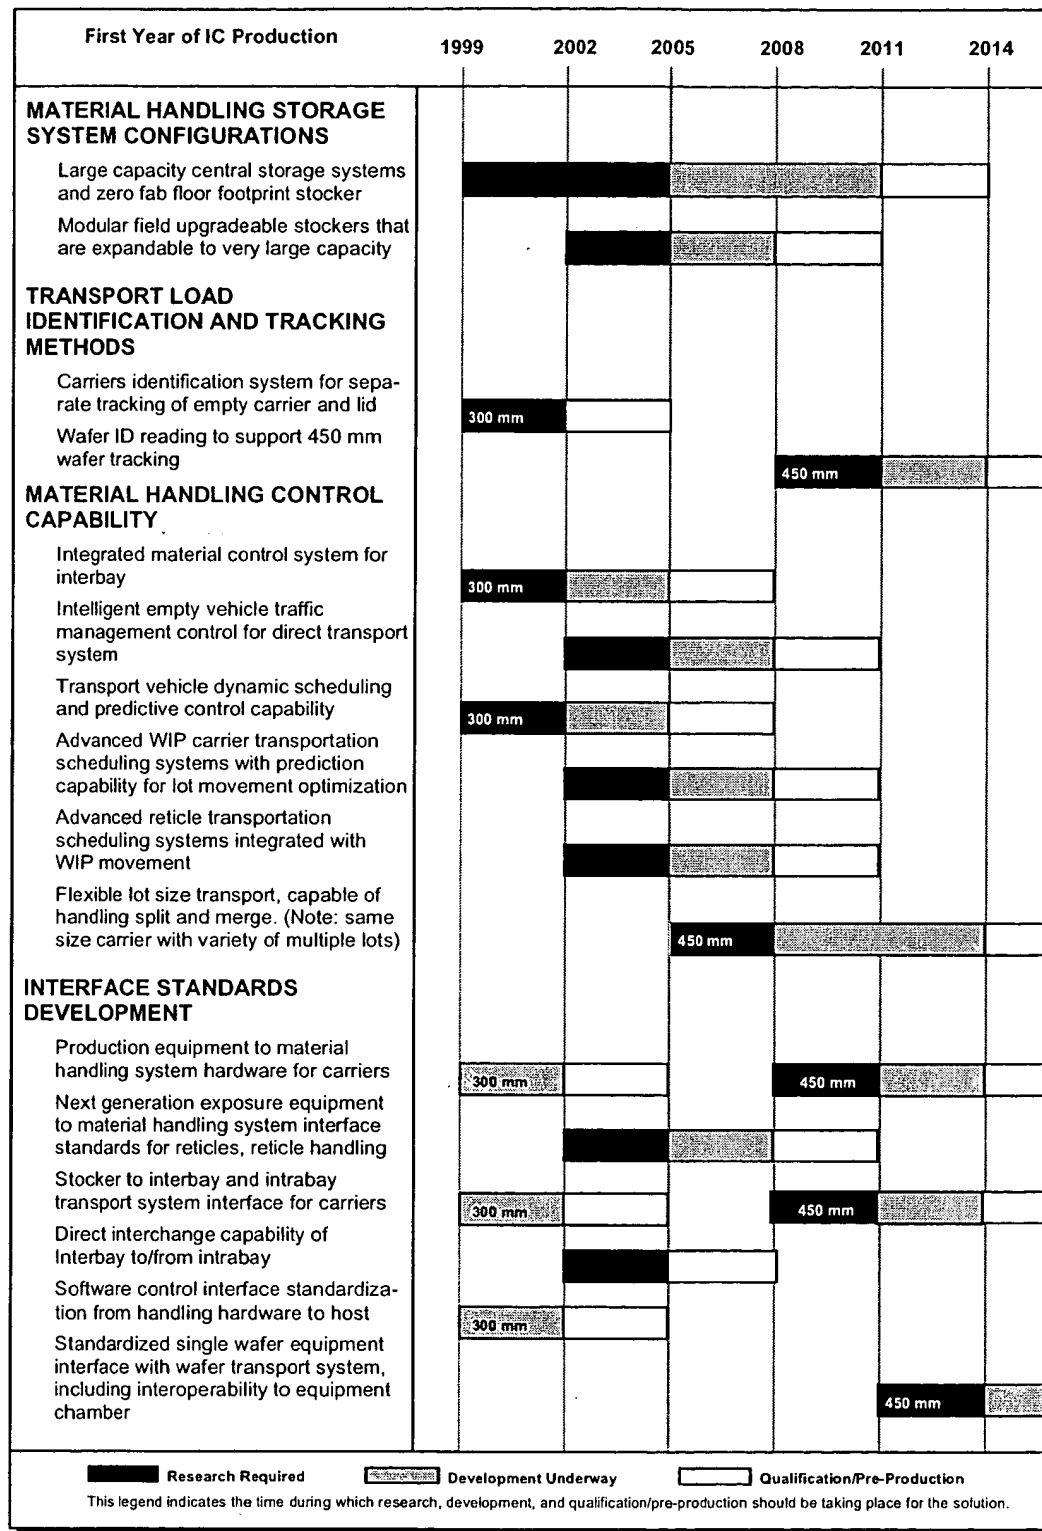 First Year of IC Production
1999 2002 2005 2008 2011 2014
MATERIAL HANDLING STORAGE
SYSTEM CONFIGURATIONS
Large capacity central storage systems
and zero fab floor footprint stocker
Modular field upgradeable stockers that
are expandable to very large capacity
TRANSPORT LOAD
IDENTIFICATION AND TRACKING
METHODS
Carriers identification system for sepa-
rate tracking of empty carrier and lid
300 mm
Wafer ID reading to support 450 mm
wafer tracking
450 mm
MATERIAL HANDLING CONTROL
CAPABILITY
Integrated material control system for
interbay
300 mm
Intelligent empty vehicle traffic
management control for direct transport
system
Transport vehicle dynamic scheduling
and predictive control capability
300 mm
Advanced WIP carrier transportation
scheduling systems with prediction
capability for lot movement optimization
Advanced reticle transportation
scheduling systems integrated with
WIP movement
Flexible lot size transport, capable of
handling split and merge. (Note: same
size carrier with variety of multiple lots)
450 mm
INTERFACE STANDARDS
DEVELOPMENT
Production equipment to material
handling system hardware for carriers
300 mm 450 mm
Next generation exposure equipment
to material handling system interface
standards for reticles, reticle handling
Stocker to interbay and intrabay
transport system interface for carriers
300 mm 450 mm
Direct interchange capability of
Interbay to/from intrabay
Software control interface standardiza-
tion from handling hardware to host
300 mm
Standardized single wafer equipment
interface with wafer transport system,
including interoperability to equipment
chamber
450 mm
Research Required Development Underway Qualification/Pre-Production
This legend indicates the time during which research, development, and qualification/pre-production should be taking place for the solution.